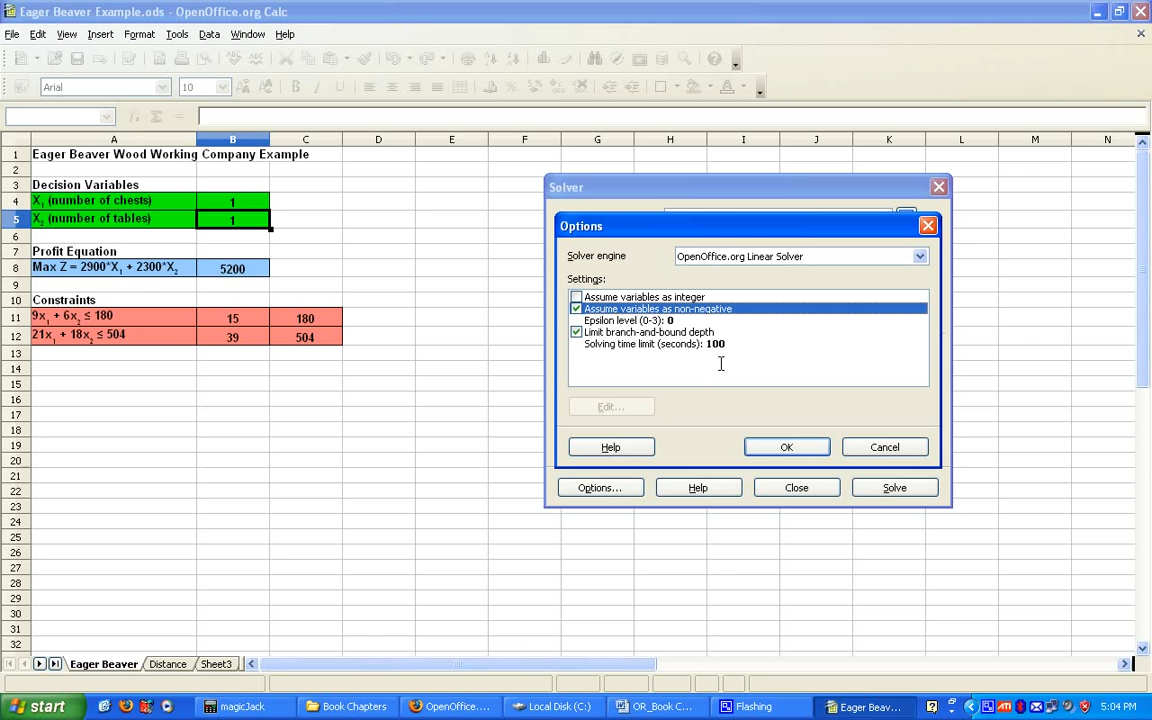 Eager Beaver Example.ods - OpenOffice.org Calc
File Edit View Insert Format Tools Data Window Help
Arial 10
A B C D E F G H I J K L M N
1 Eager Beaver Wood Working Company Example
2
3 Decision Variables
4 X₁ (number of chests) 1
5 X₂ (number of tables) 1
6
7 Profit Equation
8 Max Z = 2900*X₁ + 2300*X₂ 5200
9
10 Constraints
11 9x₁ + 6x₂ ≤ 180 15 180
12 21x₁ + 18x₂ ≤ 504 39 504
13
14
15
16
17
18
19
20
21
22
23
24
25
26
27
28
29
30
31
32
Solver
Options
Solver engine OpenOffice.org Linear Solver
Settings:
Assume variables as integer
Assume variables as non-negative
Epsilon level (0-3): 0
Limit branch-and-bound depth
Solving time limit (seconds): 100
Edit...
Help OK Cancel
Options... Help Close Solve
Eager Beaver Distance Sheet3
start magicJack Book Chapters OpenOffice.... Local Disk (C:) OR_Book C... Flashing Eager Beav... 5:04 PM